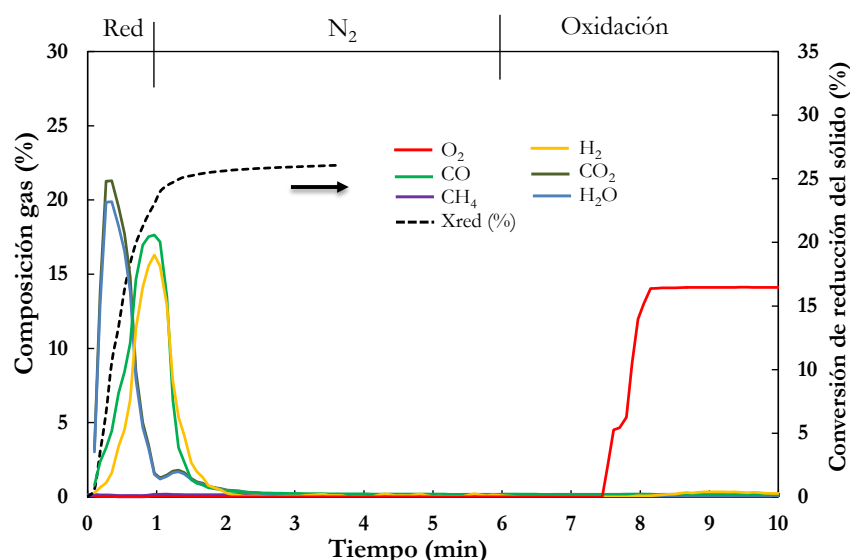 Red N₂ Oxidación
30 35
25 30
20 25
15 20
10 15
5 10
0 5
0
Composición gas (%)
Conversión de reducción del sólido (%)
O₂ H₂
CO CO₂
CH₄ H₂O
Xred (%)
0 1 2 3 4 5 6 7 8 9 10
Tiempo (min)